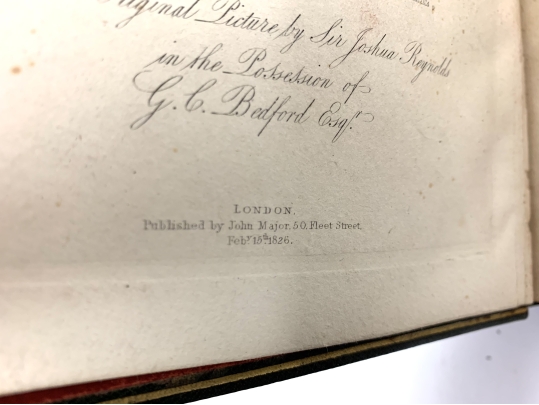 Original Picture by Sir Joshua Reynolds
in the Possession of
G. C. Bedford Esqr.
LONDON,
Published by John Major, 50, Fleet Street,
Feby. 15th 1826.